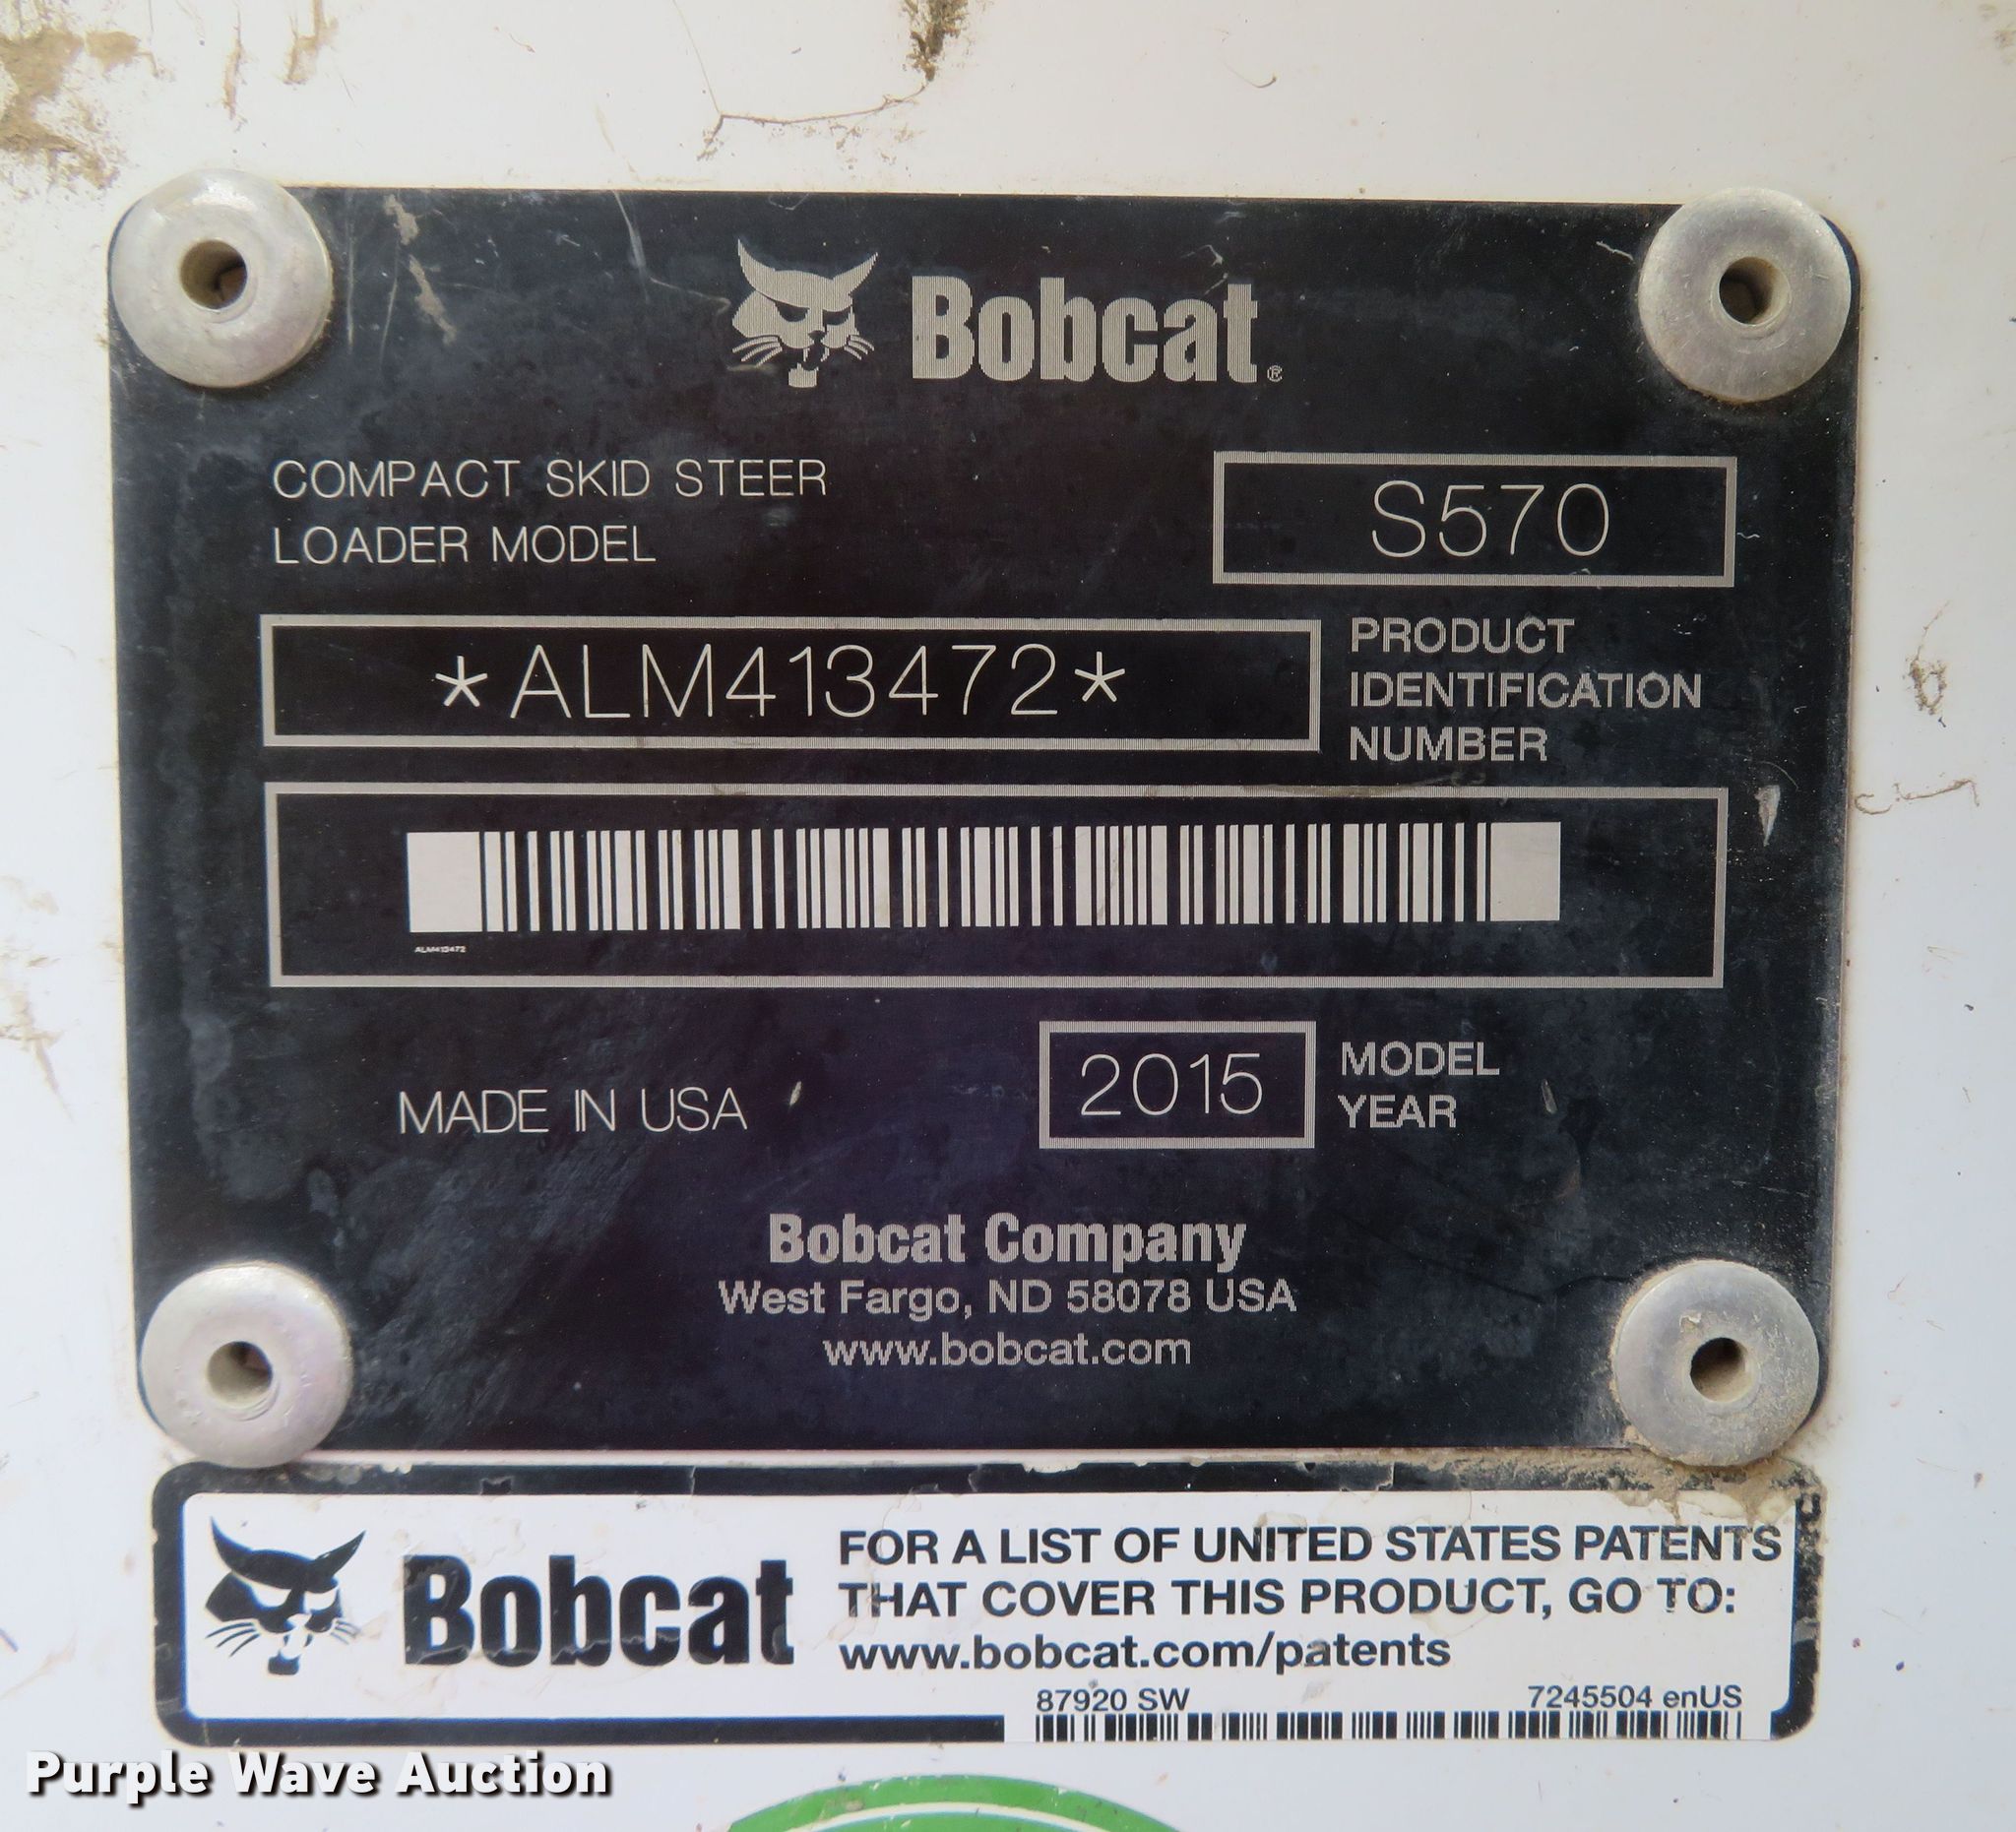 Bobcat®
COMPACT SKID STEER
LOADER MODEL
S570
*ALM413472*
PRODUCT
IDENTIFICATION
NUMBER
ALM413472
MADE IN USA
2015
MODEL
YEAR
Bobcat Company
West Fargo, ND 58078 USA
www.bobcat.com
Bobcat
FOR A LIST OF UNITED STATES PATENTS
THAT COVER THIS PRODUCT, GO TO:
www.bobcat.com/patents
87920 SW
7245504 enUS
Purple Wave Auction